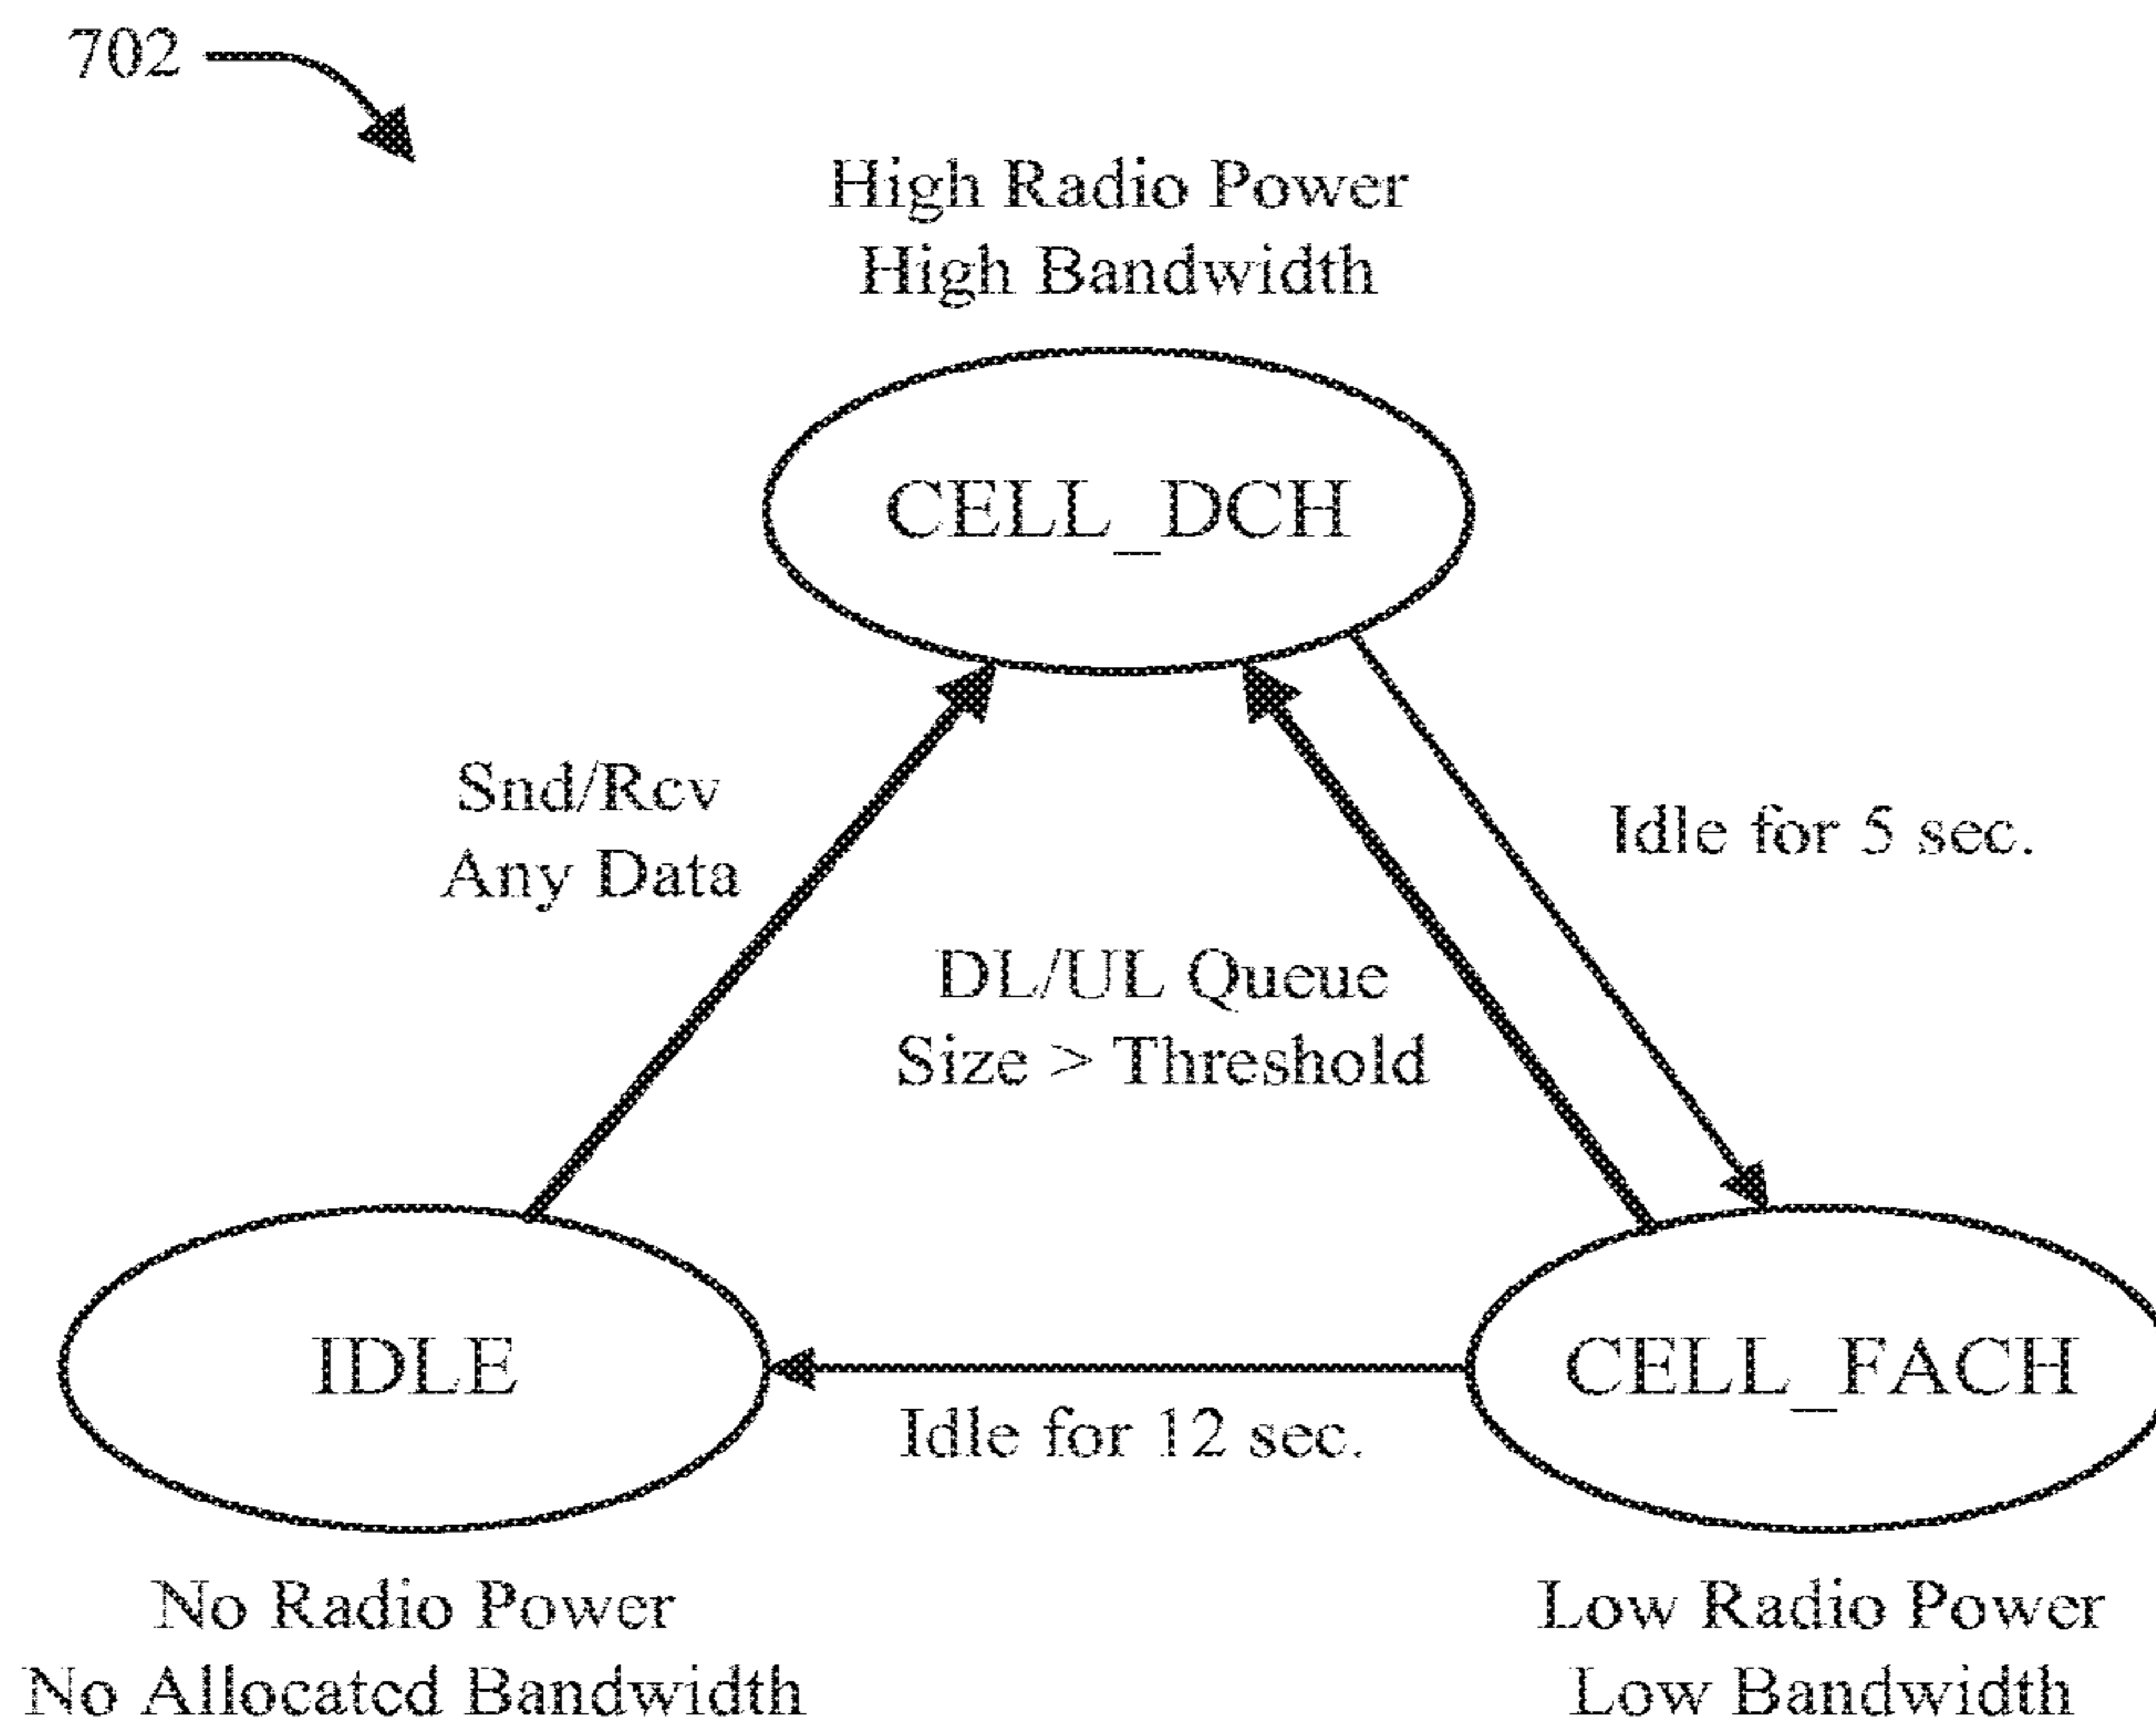 702
High Radio Power
High Bandwidth
CELL_DCH
Snd/Rcv
Any Data
Idle for 5 sec.
DL/UL Queue
Size > Threshold
IDLE
CELL_FACH
Idle for 12 sec.
No Radio Power
No Allocated Bandwidth
Low Radio Power
Low Bandwidth